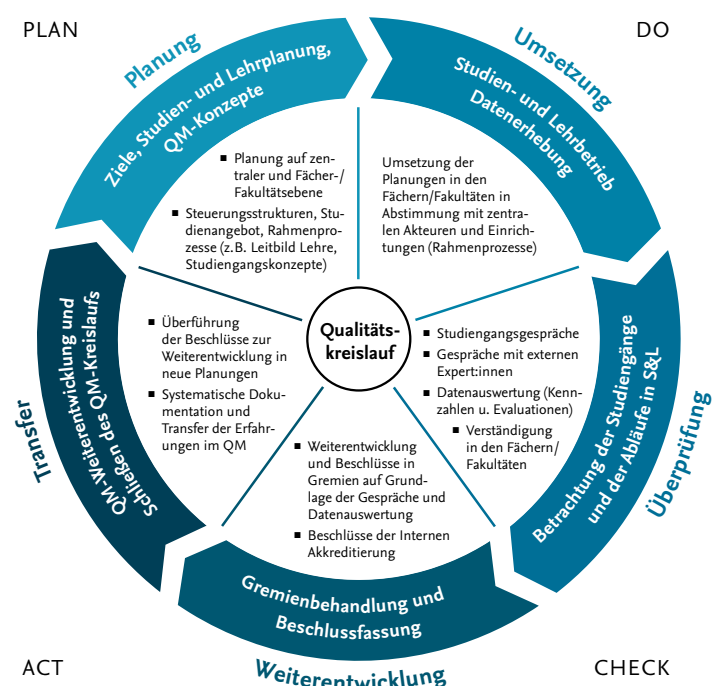 PLAN
DO
Planung
Ziele, Studien- und Lehrplanung,
QM-Konzepte
▪ Planung auf zen-
traler und Fächer-/
Fakultätsebene
▪ Steuerungsstrukturen, Stu-
dienangebot, Rahmenpro-
zesse (z.B. Leitbild Lehre,
Studiengangskonzepte)
Umsetzung
Studien- und Lehrbetrieb
Datenerhebung
Umsetzung der
Planungen in den
Fächern/Fakultäten in
Abstimmung mit zentra-
len Akteuren und Einrich-
tungen (Rahmenprozesse)
Qualitäts-
kreislauf
Überprüfung
Betrachtung der Studiengänge
und der Abläufe in S&L
▪ Studiengangsgespräche
▪ Gespräche mit externen
Expert:innen
▪ Datenauswertung (Kenn-
zahlen u. Evaluationen)
▪ Verständigung
in den Fächern/
Fakultäten
Weiterentwicklung
Gremienbehandlung und
Beschlussfassung
▪ Weiterentwicklung
und Beschlüsse in
Gremien auf Grund-
lage der Gespräche und
Datenauswertung
▪ Beschlüsse der Internen
Akkreditierung
Transfer
QM-Weiterentwicklung und
Schließen des QM-Kreislaufs
▪ Überführung
der Beschlüsse zur
Weiterentwicklung in
neue Planungen
▪ Systematische Doku-
mentation und
Transfer der Erfah-
rungen im QM
ACT
CHECK